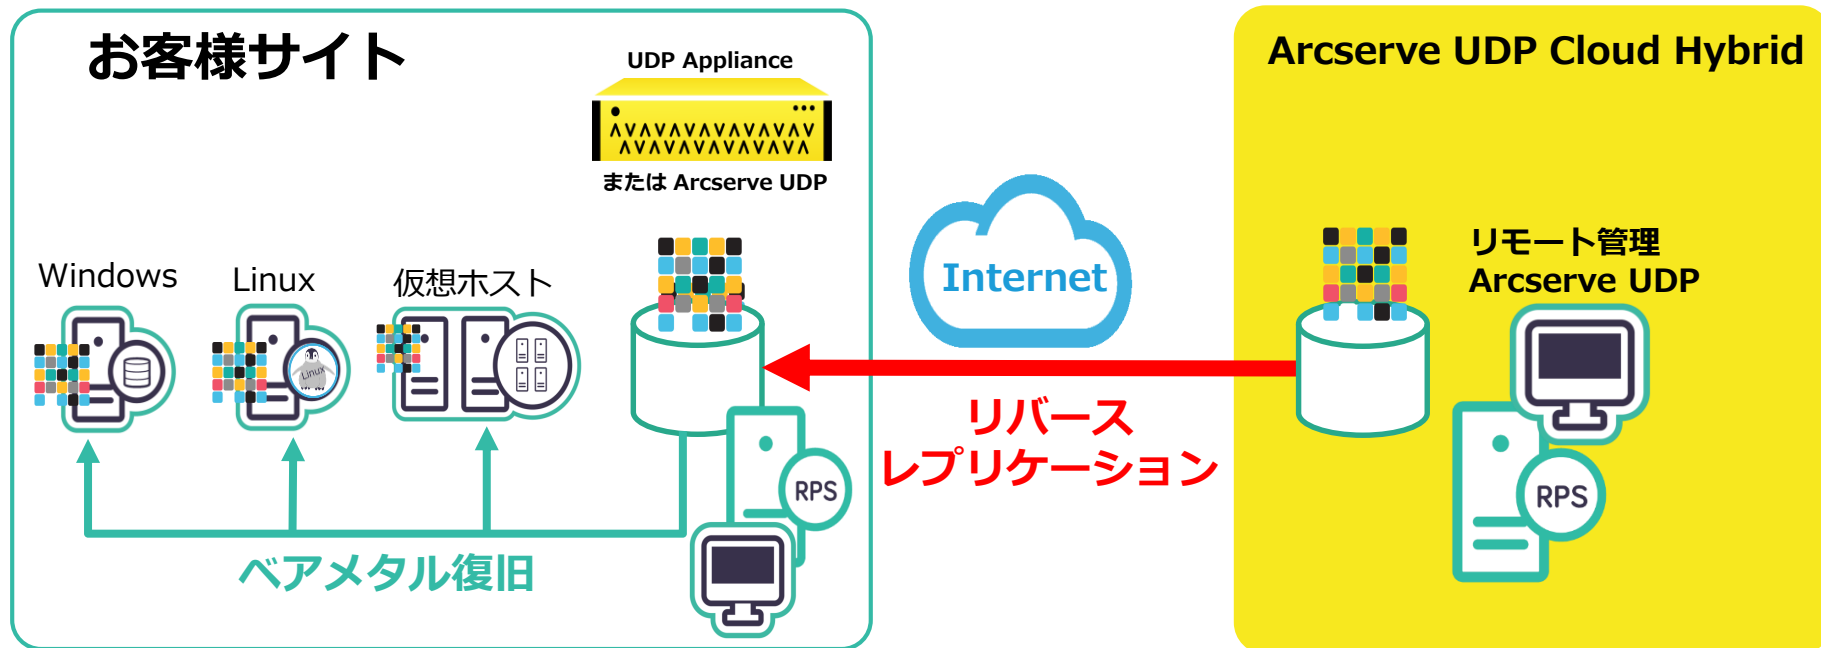 お客様サイト
UDP Appliance
または Arcserve UDP
Windows
Linux
仮想ホスト
Linux
RPS
ベアメタル復旧
Internet
リバース
レプリケーション
Arcserve UDP Cloud Hybrid
リモート管理
Arcserve UDP
RPS